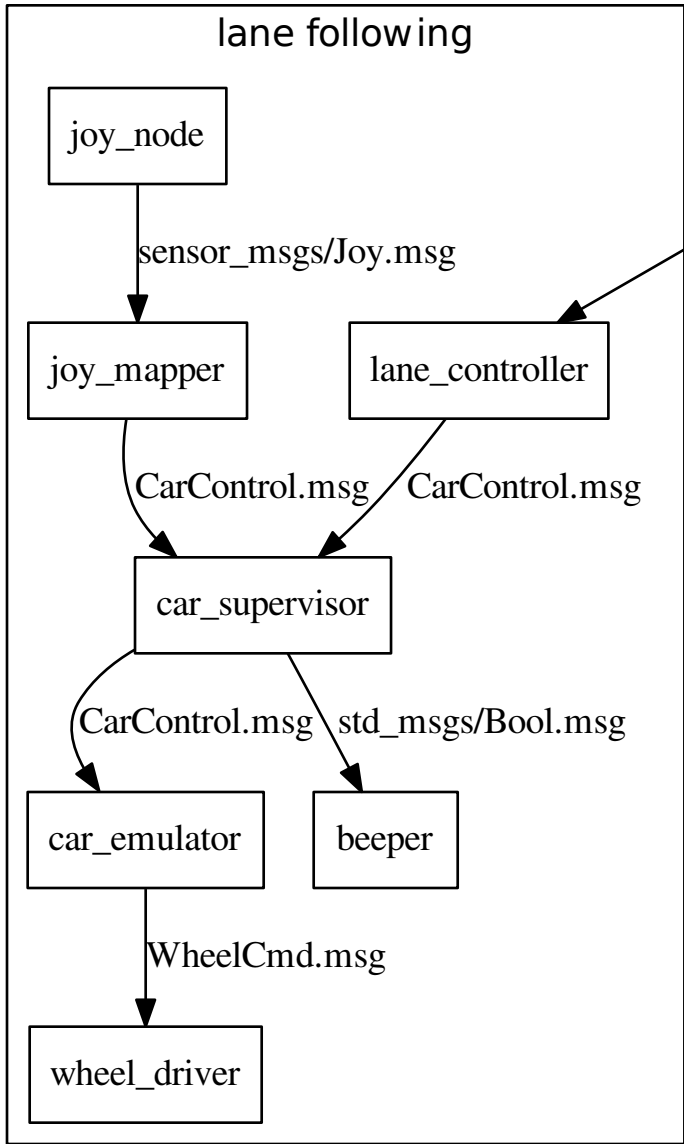 lane following
joy_node
sensor_msgs/Joy.msg
joy_mapper
lane_controller
CarControl.msg
CarControl.msg
car_supervisor
CarControl.msg
std_msgs/Bool.msg
car_emulator
beeper
WheelCmd.msg
wheel_driver